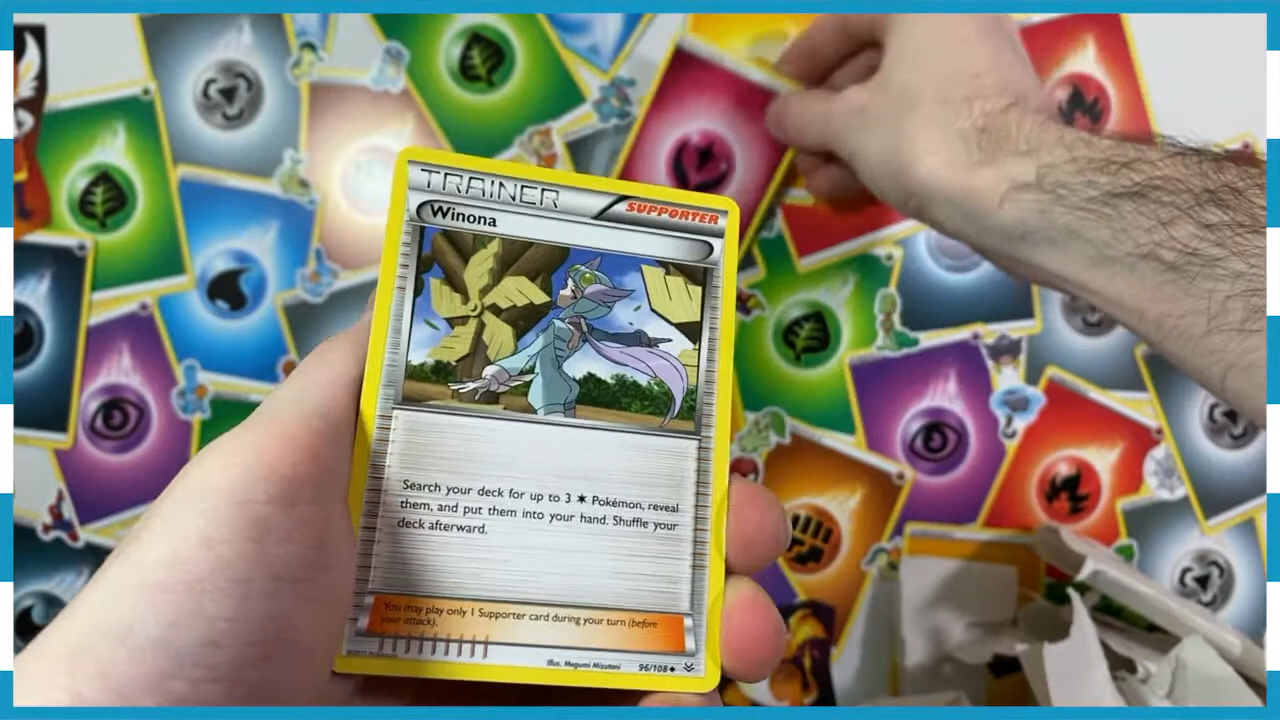 TRAINER
SUPPORTER
Winona
Search your deck for up to 3 Pokémon, reveal
them, and put them into your hand. Shuffle your
deck afterward.
You may play only 1 Supporter card during your turn (before
your attack).
Illus. Megumi Mizutani
96/108